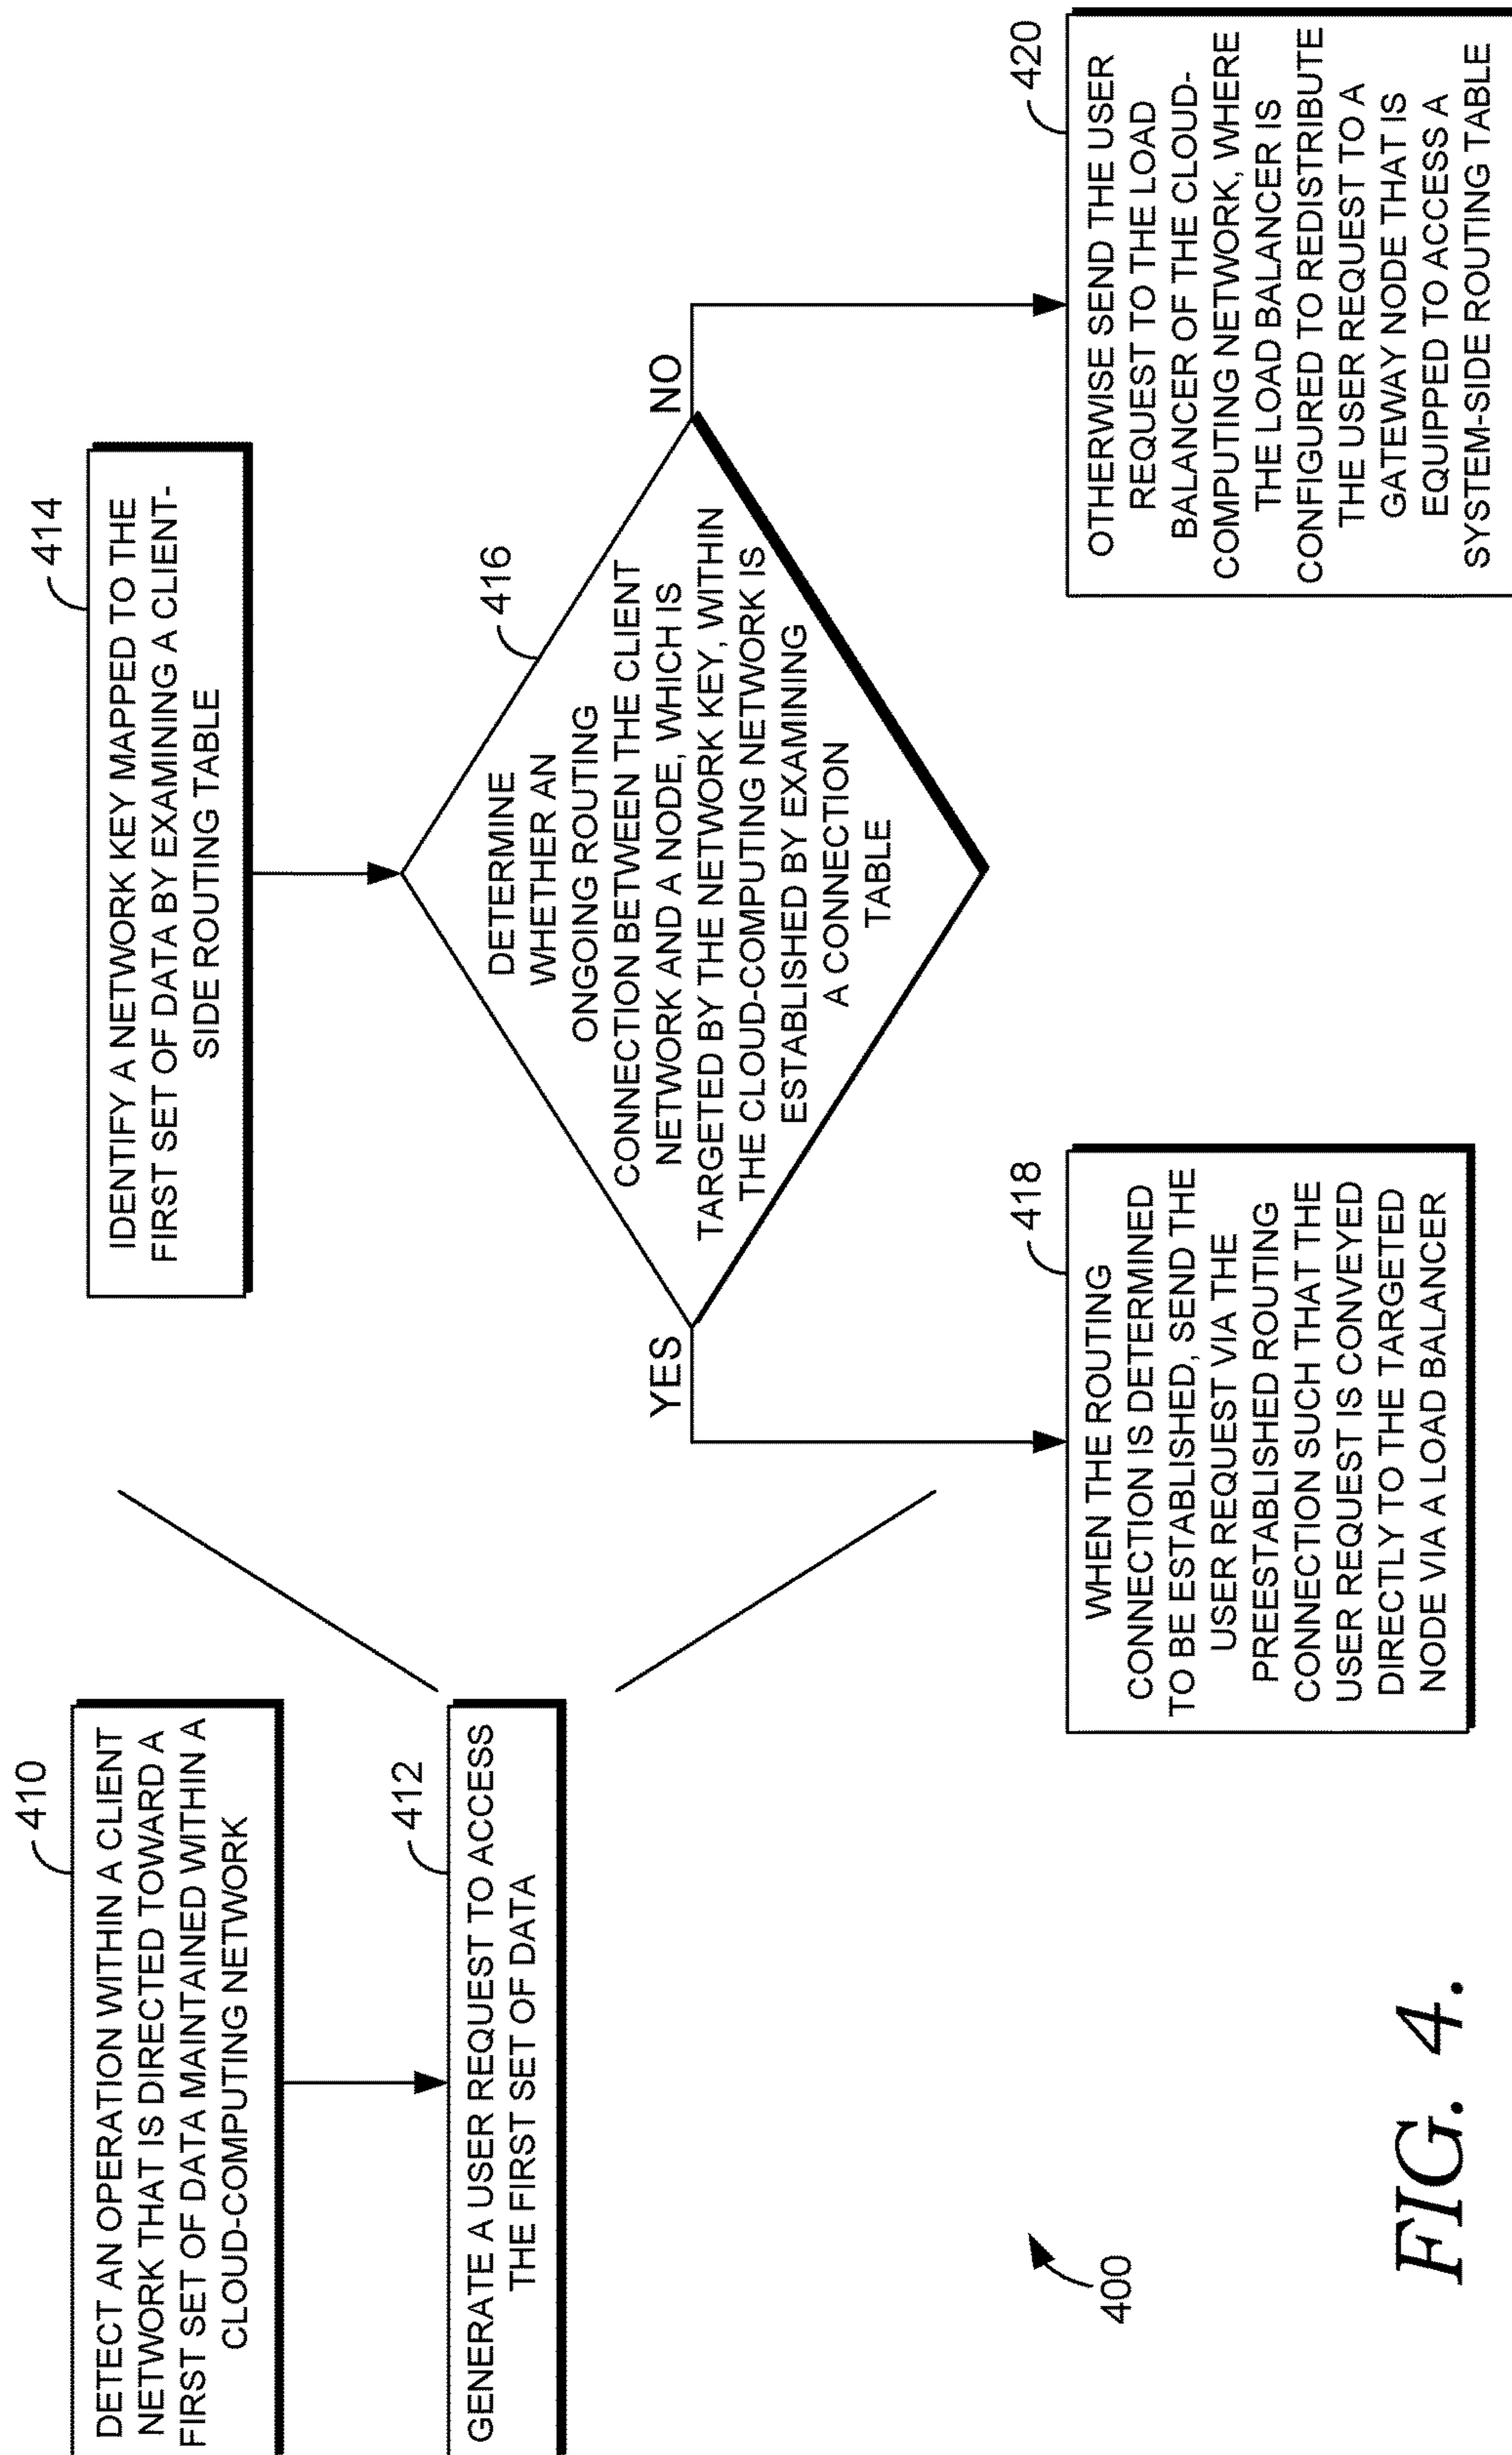 410
DETECT AN OPERATION WITHIN A CLIENT
NETWORK THAT IS DIRECTED TOWARD A
FIRST SET OF DATA MAINTAINED WITHIN A
CLOUD-COMPUTING NETWORK
412
GENERATE A USER REQUEST TO ACCESS
THE FIRST SET OF DATA
414
IDENTIFY A NETWORK KEY MAPPED TO THE
FIRST SET OF DATA BY EXAMINING A CLIENT-
SIDE ROUTING TABLE
416
DETERMINE
WHETHER AN
ONGOING ROUTING
CONNECTION BETWEEN THE CLIENT
NETWORK AND A NODE, WHICH IS
TARGETED BY THE NETWORK KEY, WITHIN
THE CLOUD-COMPUTING NETWORK IS
ESTABLISHED BY EXAMINING
A CONNECTION
TABLE
YES
NO
418
WHEN THE ROUTING
CONNECTION IS DETERMINED
TO BE ESTABLISHED, SEND THE
USER REQUEST VIA THE
PREESTABLISHED ROUTING
CONNECTION SUCH THAT THE
USER REQUEST IS CONVEYED
DIRECTLY TO THE TARGETED
NODE VIA A LOAD BALANCER
420
OTHERWISE SEND THE USER
REQUEST TO THE LOAD
BALANCER OF THE CLOUD-
COMPUTING NETWORK, WHERE
THE LOAD BALANCER IS
CONFIGURED TO REDISTRIBUTE
THE USER REQUEST TO A
GATEWAY NODE THAT IS
EQUIPPED TO ACCESS A
SYSTEM-SIDE ROUTING TABLE
400
FIG. 4.